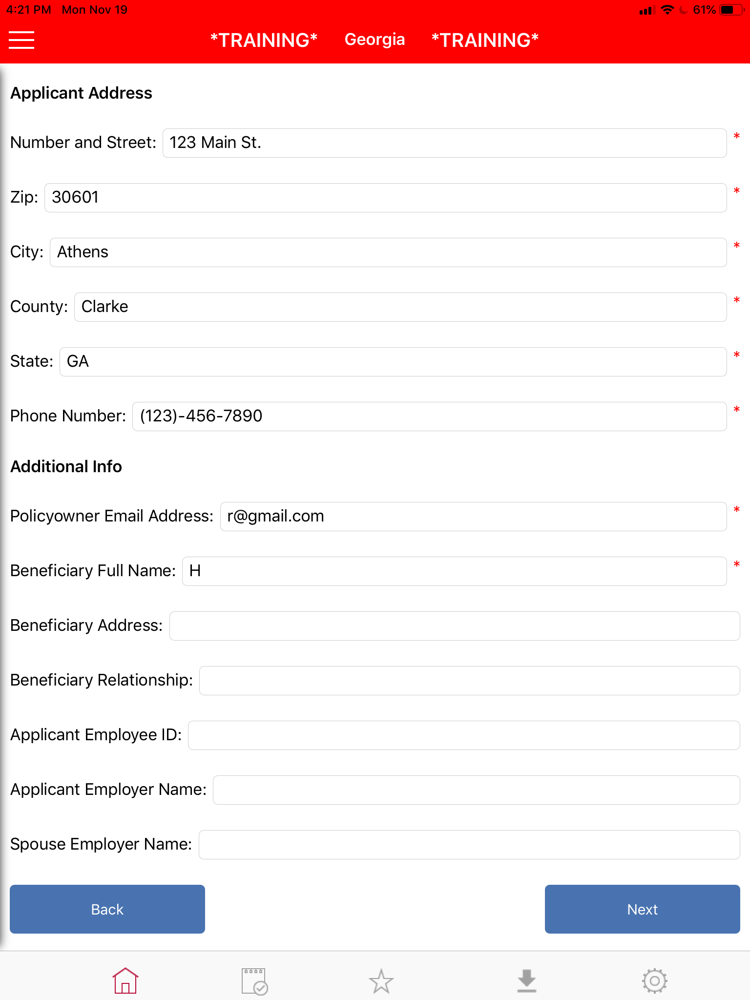 4:21 PM Mon Nov 19 61%
*TRAINING* Georgia *TRAINING*
Applicant Address
Number and Street: 123 Main St. *
Zip: 30601 *
City: Athens *
County: Clarke *
State: GA *
Phone Number: (123)-456-7890 *
Additional Info
Policyowner Email Address: r@gmail.com *
Beneficiary Full Name: H *
Beneficiary Address:
Beneficiary Relationship:
Applicant Employee ID:
Applicant Employer Name:
Spouse Employer Name:
Back Next